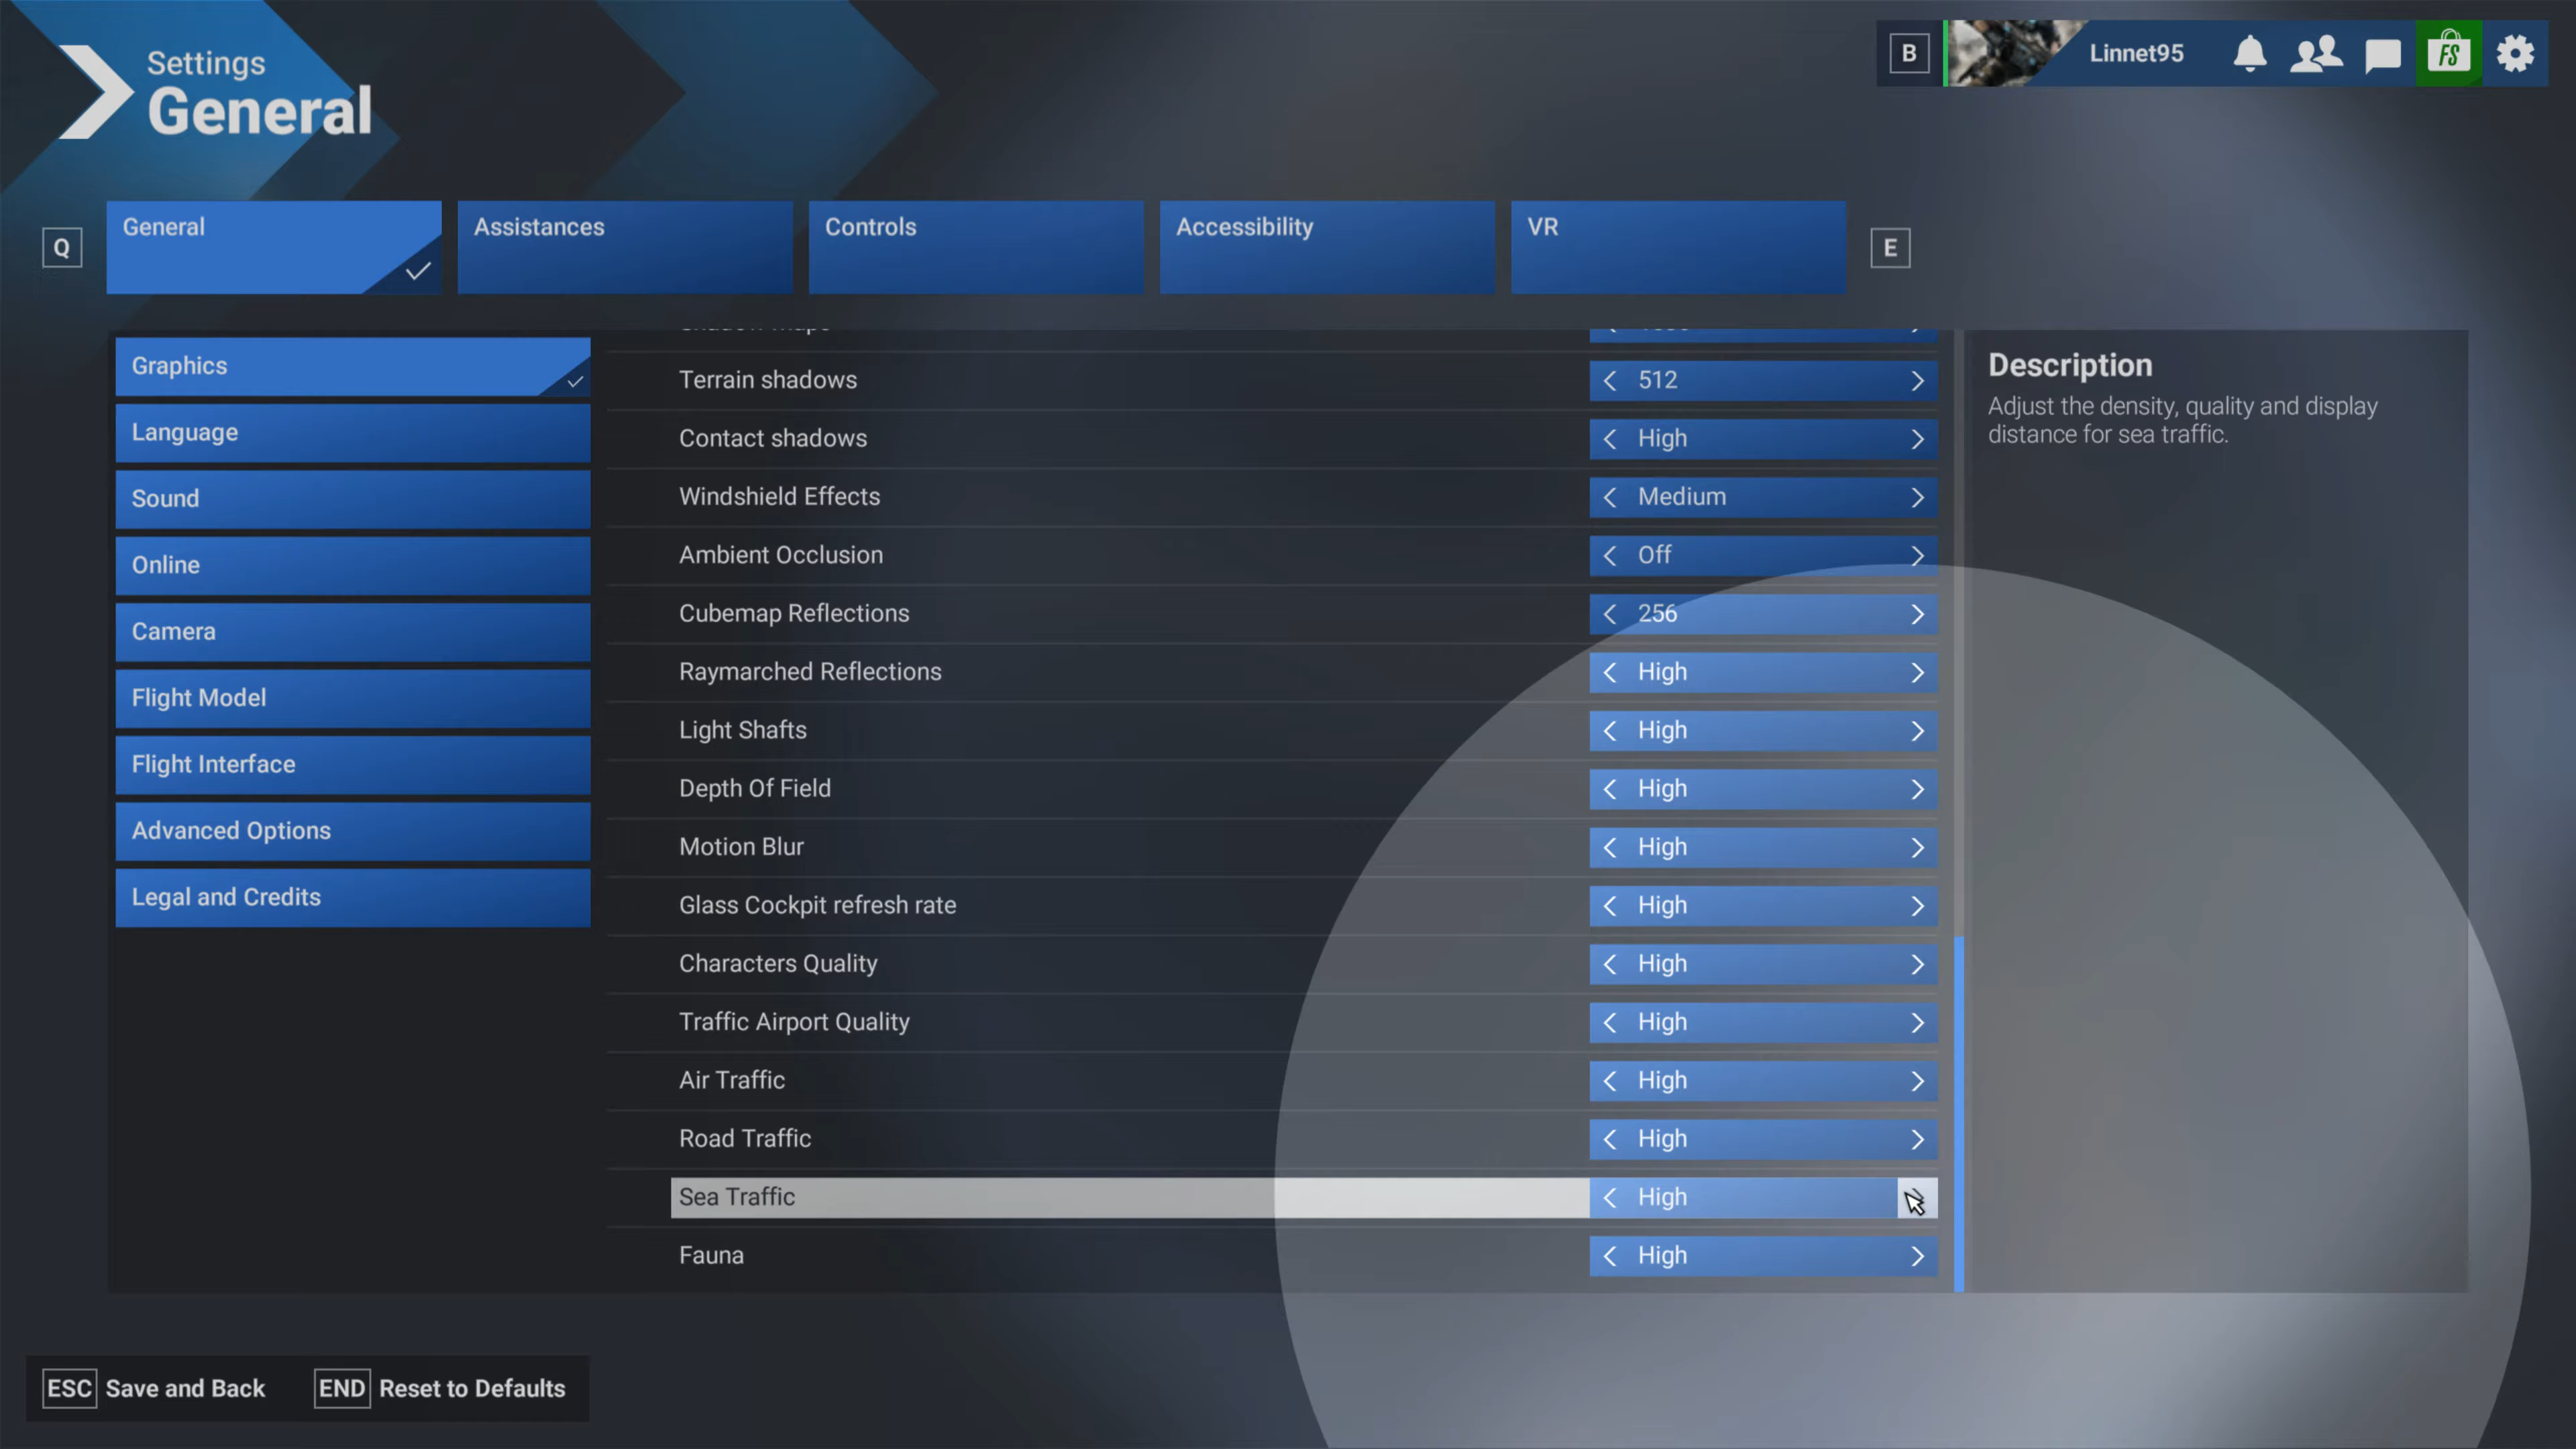 Settings
General
B
Linnet95
FS
Q
General
Assistances
Controls
Accessibility
VR
E
Graphics
Language
Sound
Online
Camera
Flight Model
Flight Interface
Advanced Options
Legal and Credits
Terrain shadows 512
Contact shadows High
Windshield Effects Medium
Ambient Occlusion Off
Cubemap Reflections 256
Raymarched Reflections High
Light Shafts High
Depth Of Field High
Motion Blur High
Glass Cockpit refresh rate High
Characters Quality High
Traffic Airport Quality High
Air Traffic High
Road Traffic High
Sea Traffic High
Fauna High
Description
Adjust the density, quality and display
distance for sea traffic.
ESC Save and Back END Reset to Defaults